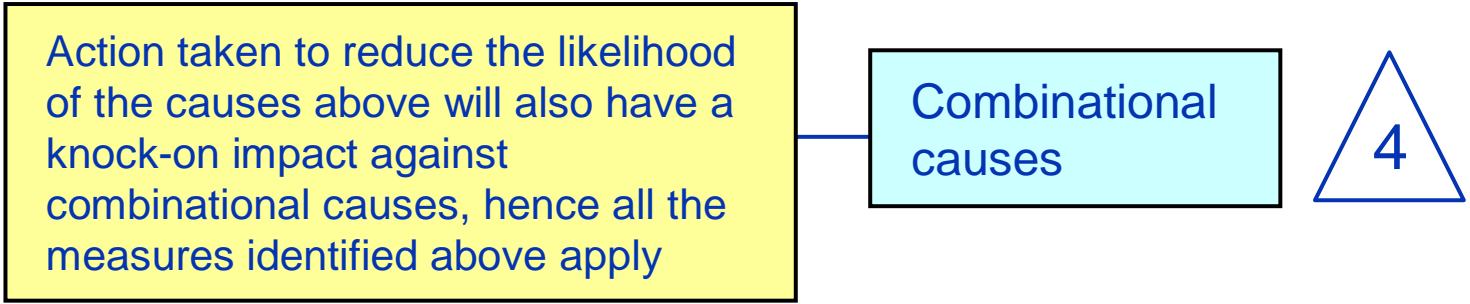 Action taken to reduce the likelihood
of the causes above will also have a
knock-on impact against
combinational causes, hence all the
measures identified above apply
Combinational
causes
4